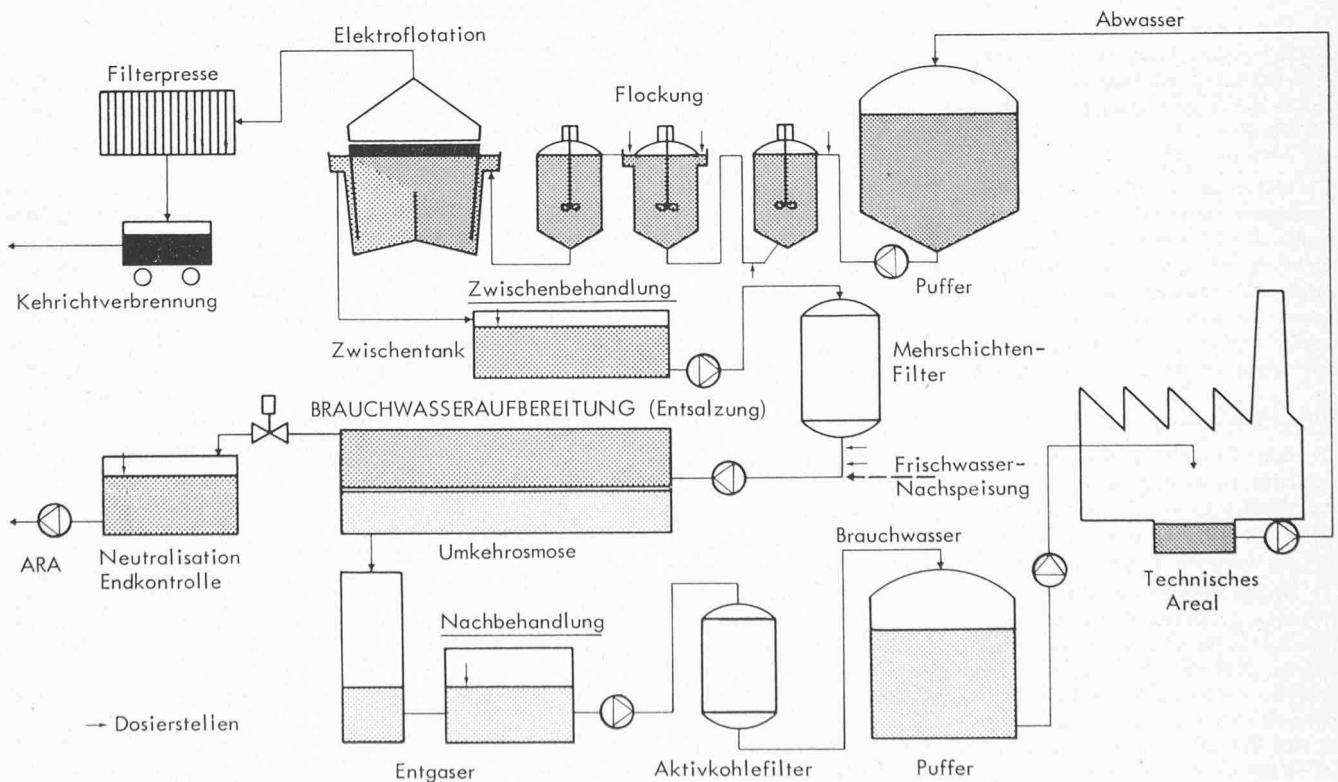 Abwasser
Elektroflotation
Filterpresse
Flockung
Kehrichtverbrennung
Zwischenbehandlung
Puffer
Zwischentank
Mehrschichten-
Filter
BRAUCHWASSERAUFBEREITUNG (Entsalzung)
Frischwasser-
Nachspeisung
Umkehrosmose
Brauchwasser
ARA
Neutralisation
Endkontrolle
Technisches
Areal
Nachbehandlung
Dosierstellen
Entgaser
Aktivkohlefilter
Puffer